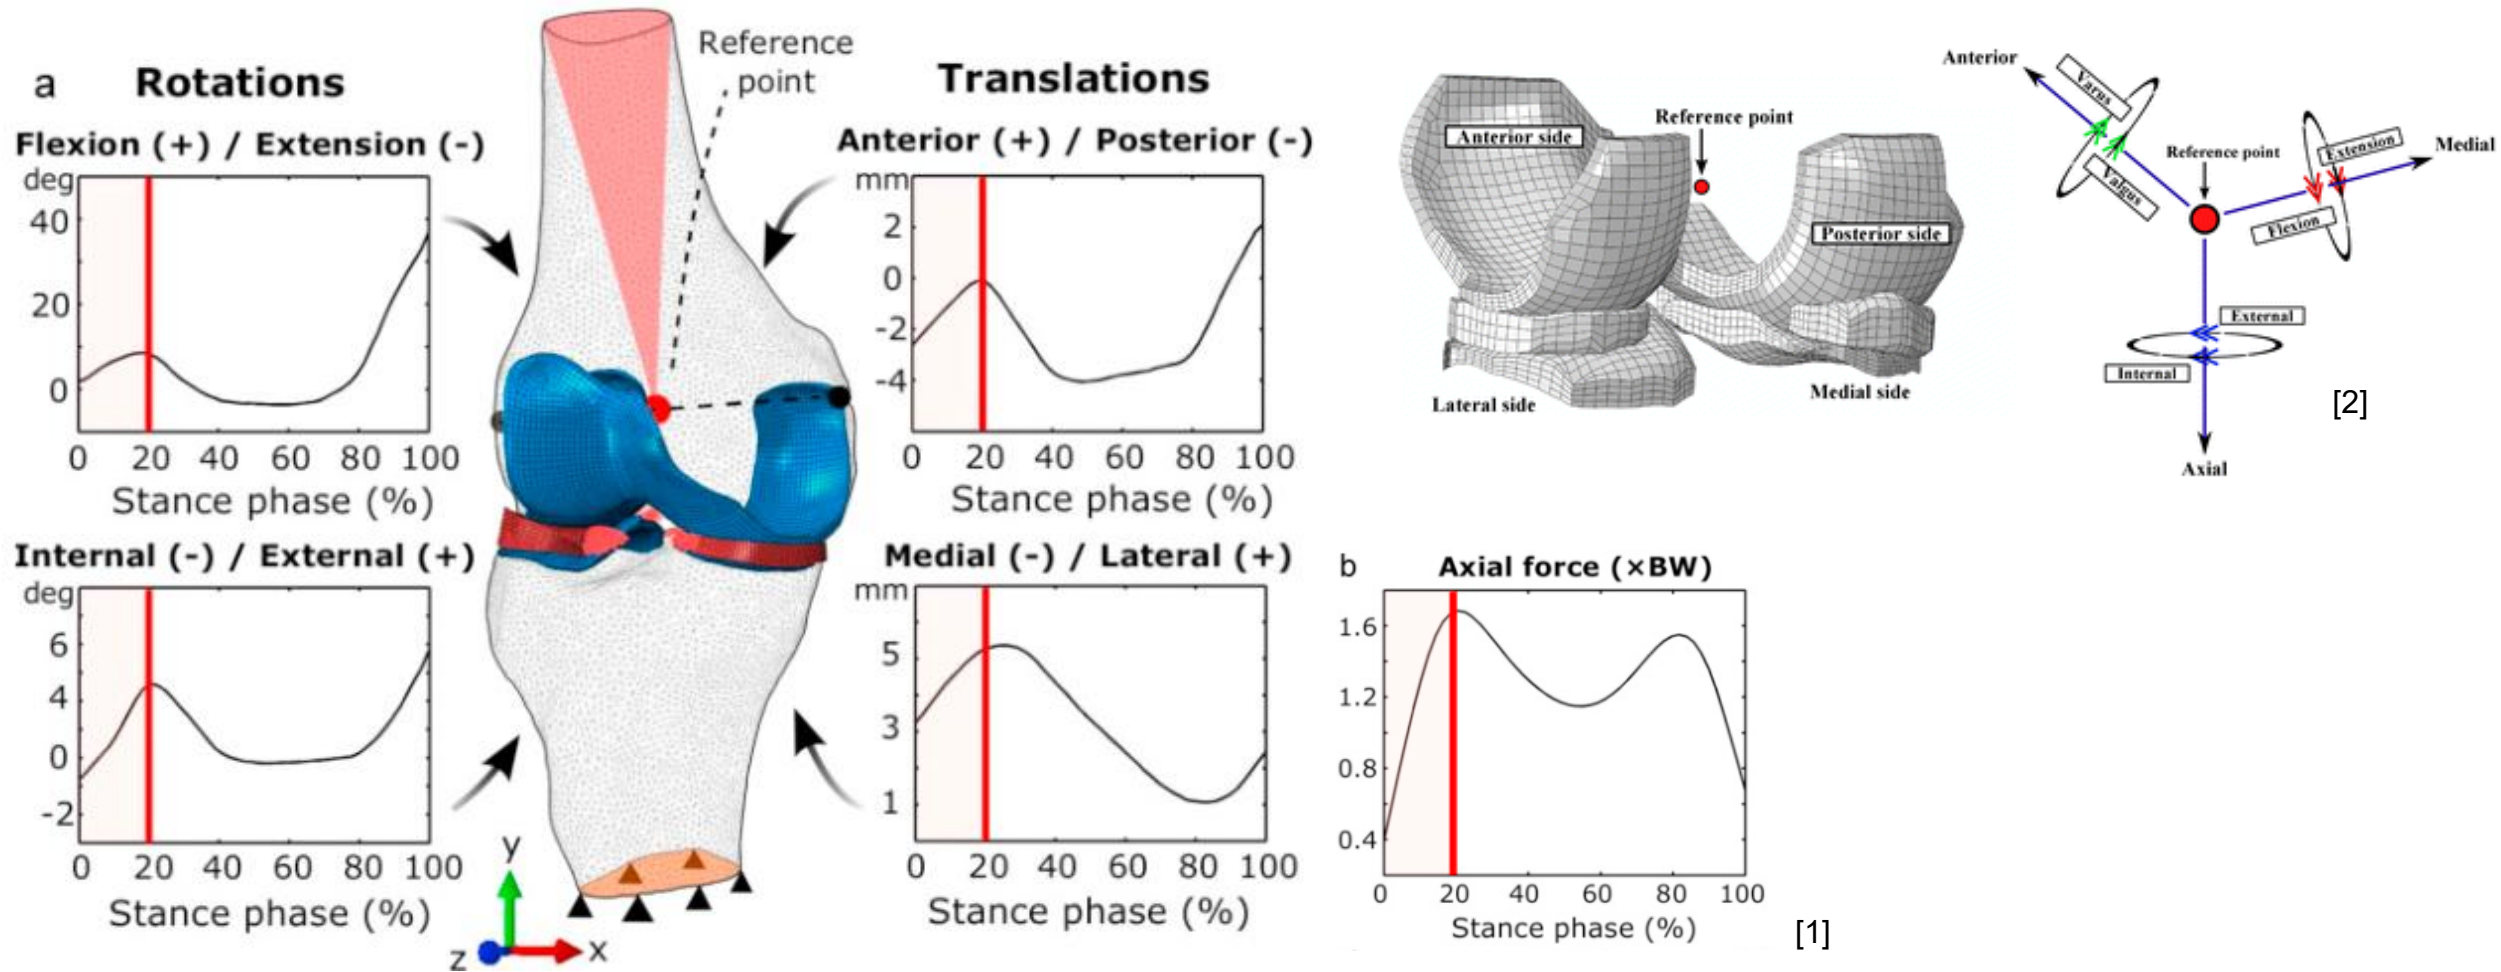 a
Rotations
Flexion (+) / Extension (-)
deg
40
20
0
0 20 40 60 80 100
Stance phase (%)
Internal (-) / External (+)
deg
6
4
0
-2
0 20 40 60 80 100
Stance phase (%)
Reference
point
y
z
x
Translations
Anterior (+) / Posterior (-)
mm
2
0
-2
-4
0 20 40 60 80 100
Stance phase (%)
Medial (-) / Lateral (+)
mm
5
3
1
0 20 40 60 80 100
Stance phase (%)
Anterior side
Reference point
Posterior side
Lateral side
Medial side
Anterior
Varus
Valgus
Reference point
Extension
Flexion
Medial
External
Internal
Axial
[2]
b
Axial force (×BW)
1.6
1.2
0.8
0.4
0 20 40 60 80 100
Stance phase (%)
[1]